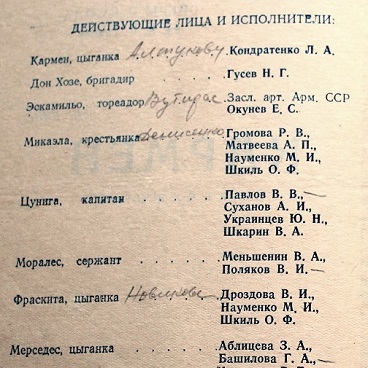 ДЕЙСТВУЮЩИЕ ЛИЦА И ИСПОЛНИТЕЛИ:
Кармен, цыганка Кондратенко Л. А.
Дон Хозе, бригадир . . . . . Гусев Н. Г.
Эскамильо, тореадор Засл. арт. Арм. ССР
Окунев Е. С.
Микаэла, крестьянка Денисенко Громова Р. В.,
Матвеева А. П.,
Науменко М. И.,
Шкиль О. Ф.
Цунига, капитан . . . . . Павлов В. В.,
Суханов А. И.,
Украинцев Ю. Н.,
Шкарин В. А.
Моралес, сержант . . . . . Меньшенин В. А.,
Поляков В. И.
Фраскита, цыганка Дроздова В. И.,
Науменко М. И.,
Шкиль О. Ф.
Мерседес, цыганка . . . . . Аблицева З. А.,
Башилова Г. А.,